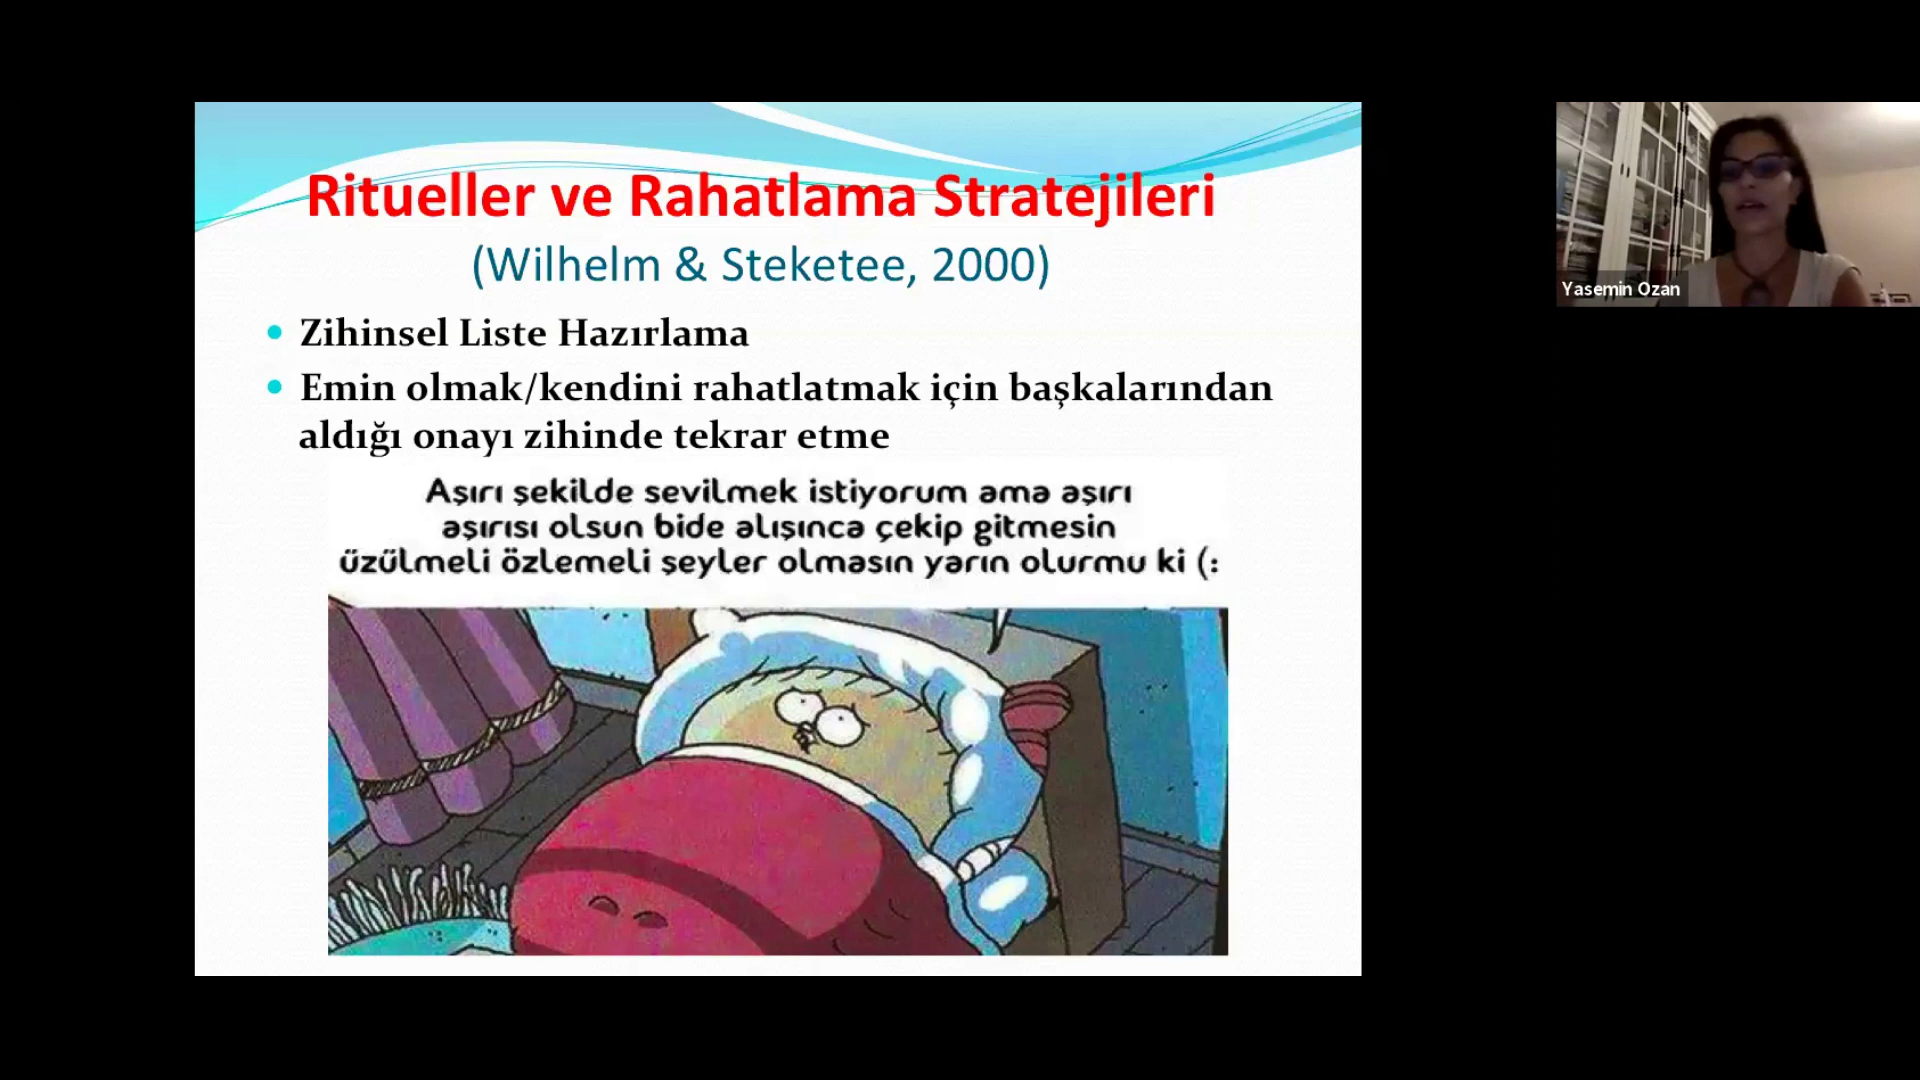 Ritueller ve Rahatlama Stratejileri
(Wilhelm & Steketee, 2000)
• Zihinsel Liste Hazırlama
• Emin olmak/kendini rahatlatmak için başkalarından
aldığı onayı zihinde tekrar etme
Aşırı şekilde sevilmek istiyorum ama aşırı
aşırısı olsun bide alışınca çekip gitmesin
üzülmeli özlemeli şeyler olmasın yarın olurmu ki (:
Yasemin Ozan